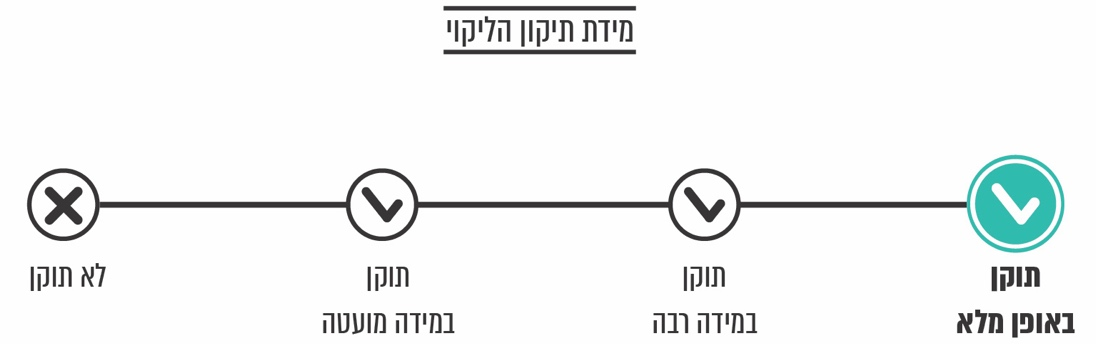 מידת תיקון הליקוי
תוקן
באופן מלא
תוקן
במידה רבה
תוקן
במידה מועטה
לא תוקן